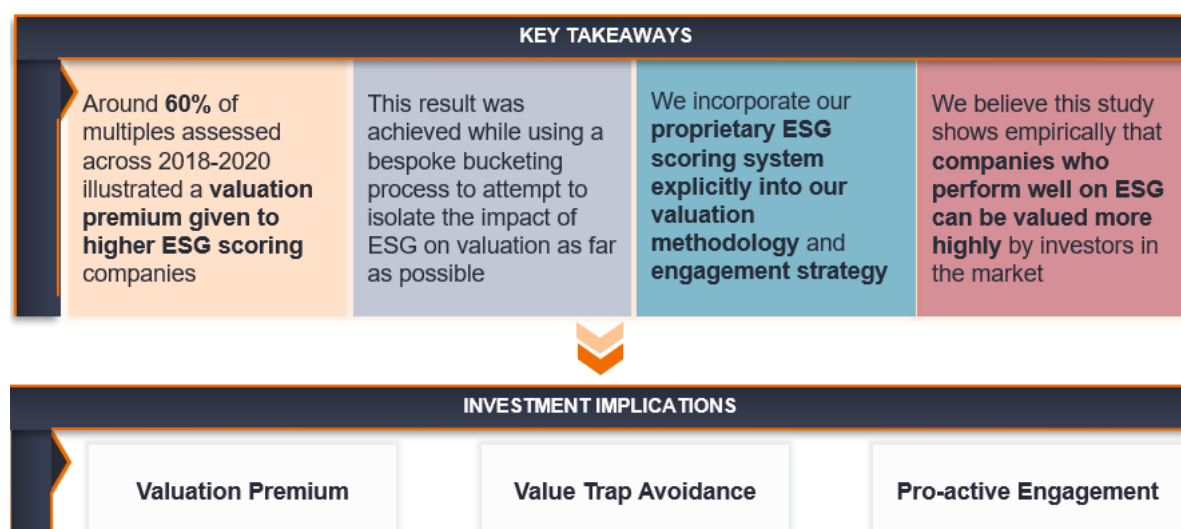 KEY TAKEAWAYS
Around 60% of
multiples assessed
across 2018-2020
illustrated a valuation
premium given to
higher ESG scoring
companies
This result was
achieved while using a
bespoke bucketing
process to attempt to
isolate the impact of
ESG on valuation as far
as possible
We incorporate our
proprietary ESG
scoring system
explicitly into our
valuation
methodology and
engagement strategy
We believe this study
shows empirically that
companies who
perform well on ESG
can be valued more
highly by investors in
the market
INVESTMENT IMPLICATIONS
Valuation Premium
Value Trap Avoidance
Pro-active Engagement